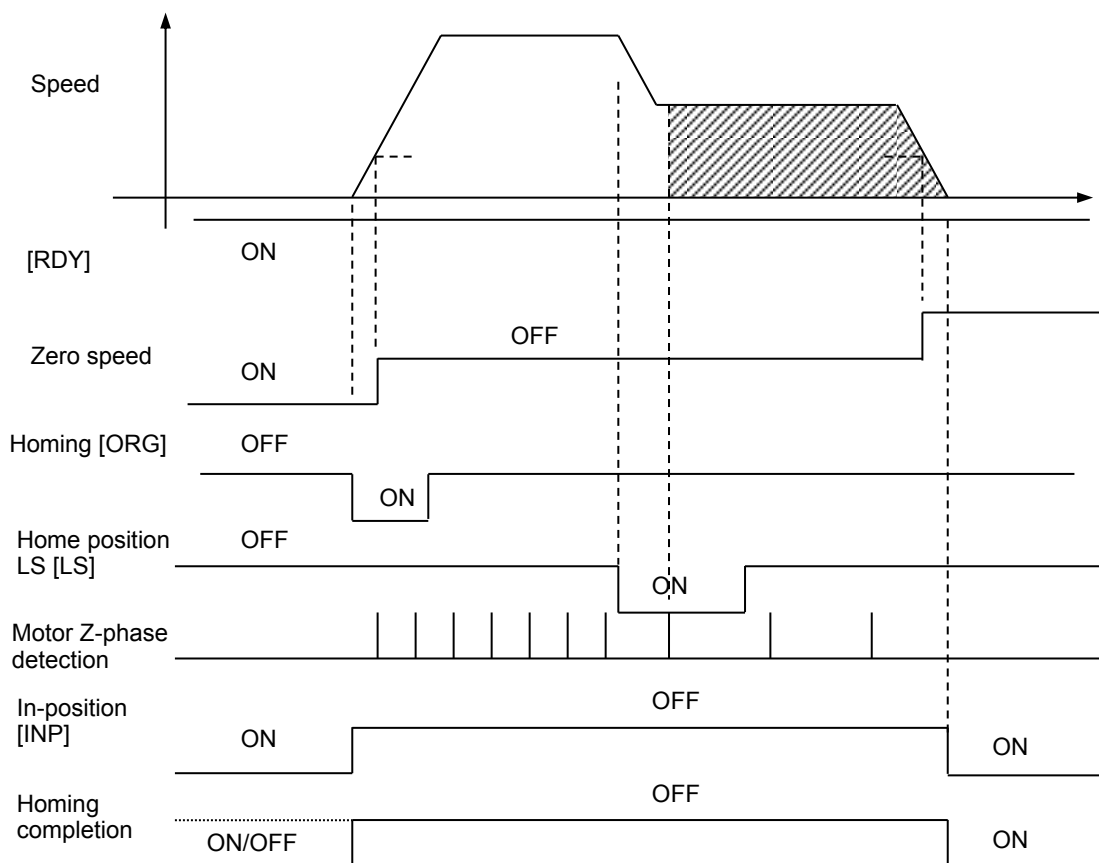 Speed
[RDY]
ON
Zero speed
ON
OFF
Homing [ORG]
OFF
ON
Home position
LS [LS]
OFF
ON
Motor Z-phase
detection
In-position
[INP]
ON
OFF
ON
Homing
completion
ON/OFF
OFF
ON